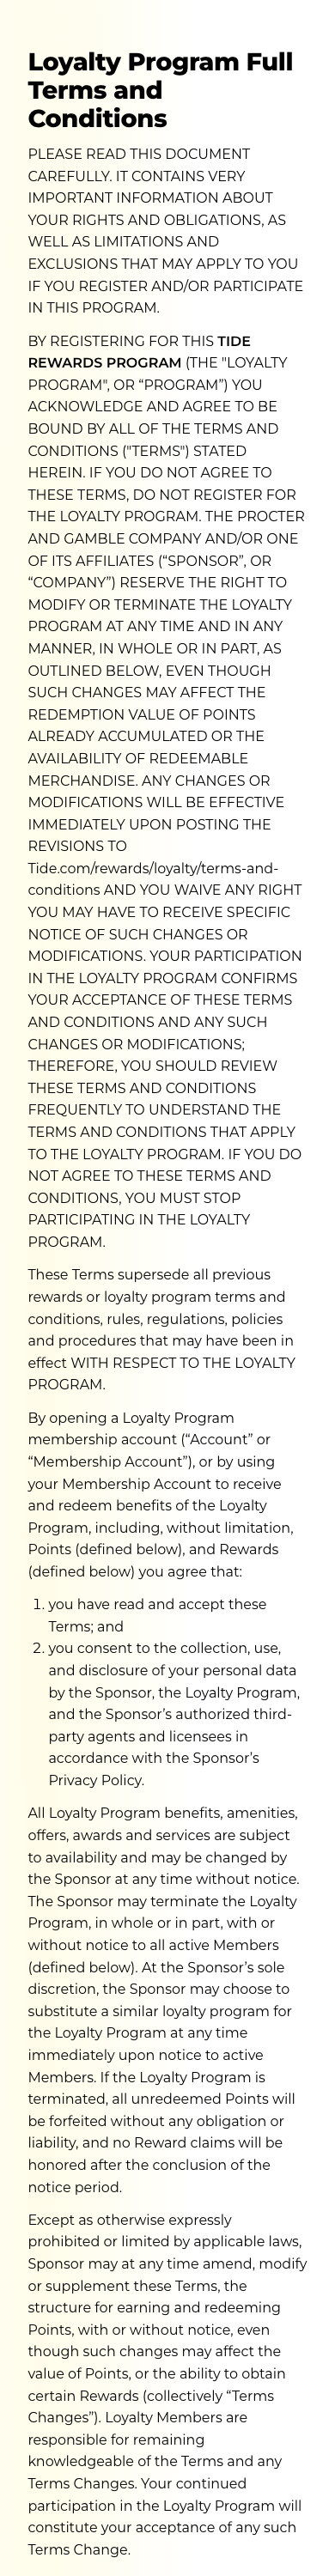 Loyalty Program Full
Terms and
Conditions
PLEASE READ THIS DOCUMENT
CAREFULLY. IT CONTAINS VERY
IMPORTANT INFORMATION ABOUT
YOUR RIGHTS AND OBLIGATIONS, AS
WELL AS LIMITATIONS AND
EXCLUSIONS THAT MAY APPLY TO YOU
IF YOU REGISTER AND/OR PARTICIPATE
IN THIS PROGRAM.
BY REGISTERING FOR THIS TIDE
REWARDS PROGRAM (THE "LOYALTY
PROGRAM", OR “PROGRAM”) YOU
ACKNOWLEDGE AND AGREE TO BE
BOUND BY ALL OF THE TERMS AND
CONDITIONS ("TERMS") STATED
HEREIN. IF YOU DO NOT AGREE TO
THESE TERMS, DO NOT REGISTER FOR
THE LOYALTY PROGRAM. THE PROCTER
AND GAMBLE COMPANY AND/OR ONE
OF ITS AFFILIATES (“SPONSOR”, OR
“COMPANY”) RESERVE THE RIGHT TO
MODIFY OR TERMINATE THE LOYALTY
PROGRAM AT ANY TIME AND IN ANY
MANNER, IN WHOLE OR IN PART, AS
OUTLINED BELOW, EVEN THOUGH
SUCH CHANGES MAY AFFECT THE
REDEMPTION VALUE OF POINTS
ALREADY ACCUMULATED OR THE
AVAILABILITY OF REDEEMABLE
MERCHANDISE. ANY CHANGES OR
MODIFICATIONS WILL BE EFFECTIVE
IMMEDIATELY UPON POSTING THE
REVISIONS TO
Tide.com/rewards/loyalty/terms-and-
conditions AND YOU WAIVE ANY RIGHT
YOU MAY HAVE TO RECEIVE SPECIFIC
NOTICE OF SUCH CHANGES OR
MODIFICATIONS. YOUR PARTICIPATION
IN THE LOYALTY PROGRAM CONFIRMS
YOUR ACCEPTANCE OF THESE TERMS
AND CONDITIONS AND ANY SUCH
CHANGES OR MODIFICATIONS;
THEREFORE, YOU SHOULD REVIEW
THESE TERMS AND CONDITIONS
FREQUENTLY TO UNDERSTAND THE
TERMS AND CONDITIONS THAT APPLY
TO THE LOYALTY PROGRAM. IF YOU DO
NOT AGREE TO THESE TERMS AND
CONDITIONS, YOU MUST STOP
PARTICIPATING IN THE LOYALTY
PROGRAM.
These Terms supersede all previous
rewards or loyalty program terms and
conditions, rules, regulations, policies
and procedures that may have been in
effect WITH RESPECT TO THE LOYALTY
PROGRAM.
By opening a Loyalty Program
membership account (“Account” or
“Membership Account”), or by using
your Membership Account to receive
and redeem benefits of the Loyalty
Program, including, without limitation,
Points (defined below), and Rewards
(defined below) you agree that:
1. you have read and accept these
Terms; and
2. you consent to the collection, use,
and disclosure of your personal data
by the Sponsor, the Loyalty Program,
and the Sponsor’s authorized third-
party agents and licensees in
accordance with the Sponsor’s
Privacy Policy.
All Loyalty Program benefits, amenities,
offers, awards and services are subject
to availability and may be changed by
the Sponsor at any time without notice.
The Sponsor may terminate the Loyalty
Program, in whole or in part, with or
without notice to all active Members
(defined below). At the Sponsor’s sole
discretion, the Sponsor may choose to
substitute a similar loyalty program for
the Loyalty Program at any time
immediately upon notice to active
Members. If the Loyalty Program is
terminated, all unredeemed Points will
be forfeited without any obligation or
liability, and no Reward claims will be
honored after the conclusion of the
notice period.
Except as otherwise expressly
prohibited or limited by applicable laws,
Sponsor may at any time amend, modify
or supplement these Terms, the
structure for earning and redeeming
Points, with or without notice, even
though such changes may affect the
value of Points, or the ability to obtain
certain Rewards (collectively “Terms
Changes”). Loyalty Members are
responsible for remaining
knowledgeable of the Terms and any
Terms Changes. Your continued
participation in the Loyalty Program will
constitute your acceptance of any such
Terms Change.